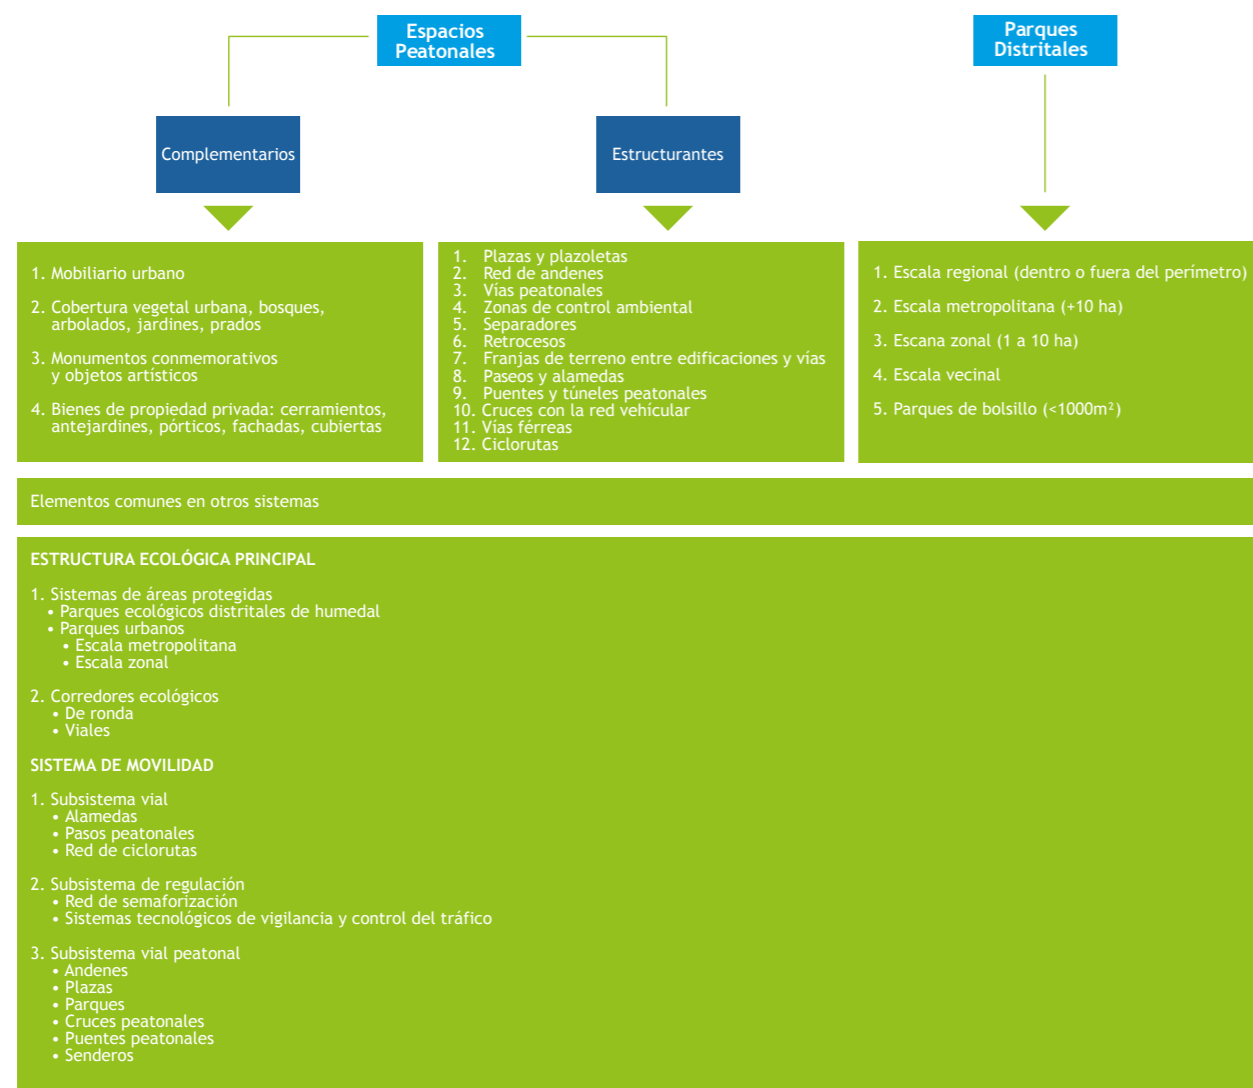 Espacios
Peatonales
Parques
Distritales
Complementarios
Estructurantes
1. Mobiliario urbano
2. Cobertura vegetal urbana, bosques,
arbolados, jardines, prados
3. Monumentos conmemorativos
y objetos artísticos
4. Bienes de propiedad privada: cerramientos,
antejardines, pórticos, fachadas, cubiertas
1. Plazas y plazoletas
2. Red de andenes
3. Vías peatonales
4. Zonas de control ambiental
5. Separadores
6. Retrocesos
7. Franjas de terreno entre edificaciones y vías
8. Paseos y alamedas
9. Puentes y túneles peatonales
10. Cruces con la red vehícular
11. Vías férreas
12. Ciclorutas
1. Escala regional (dentro o fuera del perímetro)
2. Escala metropolitana (+10 ha)
3. Escana zonal (1 a 10 ha)
4. Escala vecinal
5. Parques de bolsillo (<1000m²)
Elementos comunes en otros sistemas
ESTRUCTURA ECOLÓGICA PRINCIPAL
1. Sistemas de áreas protegidas
• Parques ecológicos distritales de humedal
• Parques urbanos
• Escala metropolitana
• Escala zonal
2. Corredores ecológicos
• De ronda
• Viales
SISTEMA DE MOVILIDAD
1. Subsistema vial
• Alamedas
• Pasos peatonales
• Red de ciclorutas
2. Subsistema de regulación
• Red de semaforización
• Sistemas tecnológicos de vigilancia y control del tráfico
3. Subsistema vial peatonal
• Andenes
• Plazas
• Parques
• Cruces peatonales
• Puentes peatonales
• Senderos